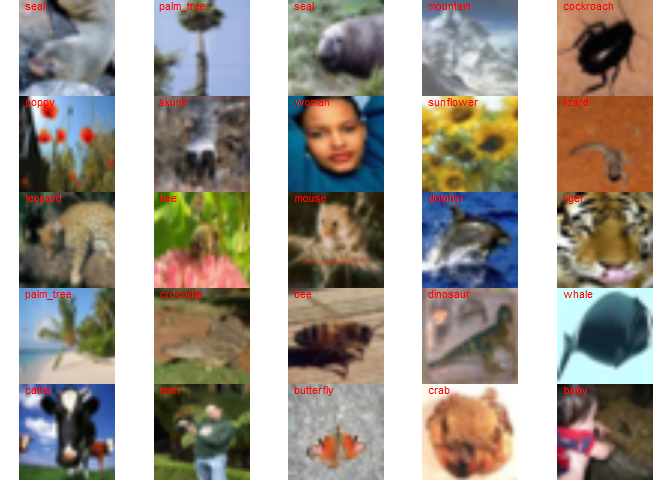 seal
palm_tree
seal
mountain
cockroach
poppy
skunk
woman
sunflower
lizard
leopard
bee
mouse
dolphin
tiger
palm_tree
crocodile
bee
dinosaur
whale
cattle
man
butterfly
crab
baby